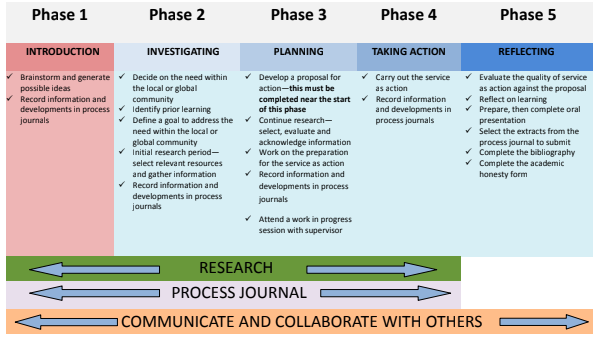 Phase 1
Phase 2
Phase 3
Phase 4
Phase 5
INTRODUCTION
INVESTIGATING
PLANNING
TAKING ACTION
REFLECTING
✓ Brainstorm and generate
possible ideas
✓ Record information and
developments in process
journals
✓ Decide on the need within
the local or global
community
✓ Identify prior learning
✓ Define a goal to address the
need within the local or
global community
✓ Initial research period—
select relevant resources
and gather information
✓ Record information and
developments in process
journals
✓ Develop a proposal for
action—this must be
completed near the start
of this phase
✓ Continue research—
select, evaluate and
acknowledge information
✓ Work on the preparation
for the service as action
✓ Record information and
developments in process
journals
✓ Attend a work in progress
session with supervisor
✓ Carry out the service
as action
✓ Record information
and developments in
process journals
✓ Evaluate the quality of service
as action against the proposal
✓ Reflect on learning
✓ Prepare, then complete oral
presentation
✓ Select the extracts from the
process journal to submit
✓ Complete the bibliography
✓ Complete the academic
honesty form
RESEARCH
PROCESS JOURNAL
COMMUNICATE AND COLLABORATE WITH OTHERS